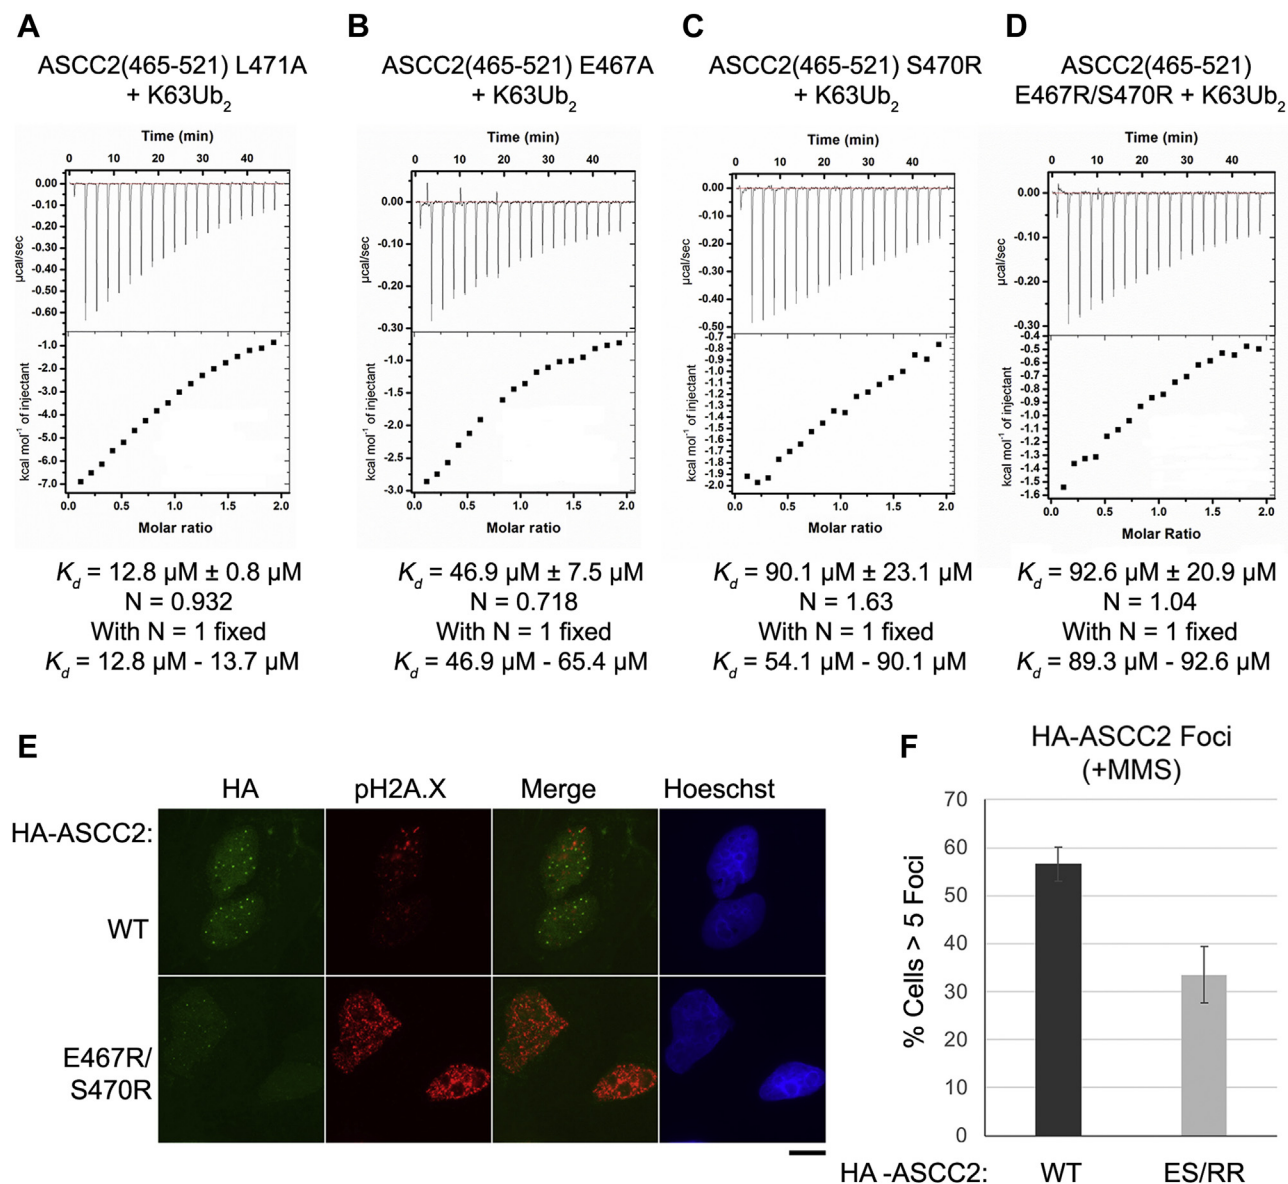 A
ASCC2(465-521) L471A
+ K63Ub2
Time (min)
0 10 20 30 40
0.00
-0.10
-0.20
-0.30
-0.40
-0.50
-0.60
µcal/sec
-1.0
-2.0
-3.0
-4.0
-5.0
-6.0
-7.0
kcal mol-1 of injectant
0.0 0.5 1.0 1.5 2.0
Molar ratio
Kd = 12.8 µM ± 0.8 µM
N = 0.932
With N = 1 fixed
Kd = 12.8 µM - 13.7 µM
B
ASCC2(465-521) E467A
+ K63Ub2
Time (min)
0 10 20 30 40
0.00
-0.10
-0.20
-0.30
µcal/sec
-1.0
-1.5
-2.0
-2.5
-3.0
kcal mol-1 of injectant
0.0 0.5 1.0 1.5 2.0
Molar ratio
Kd = 46.9 µM ± 7.5 µM
N = 0.718
With N = 1 fixed
Kd = 46.9 µM - 65.4 µM
C
ASCC2(465-521) S470R
+ K63Ub2
Time (min)
0 10 20 30 40
0.00
-0.10
-0.20
-0.30
-0.40
-0.50
µcal/sec
-0.7
-0.8
-0.9
-1.0
-1.1
-1.2
-1.3
-1.4
-1.5
-1.6
-1.7
-1.8
-1.9
-2.0
kcal mol-1 of injectant
0.0 0.5 1.0 1.5 2.0
Molar ratio
Kd = 90.1 µM ± 23.1 µM
N = 1.63
With N = 1 fixed
Kd = 54.1 µM - 90.1 µM
D
ASCC2(465-521)
E467R/S470R + K63Ub2
Time (min)
0 10 20 30 40
0.00
-0.10
-0.20
-0.30
µcal/sec
-0.4
-0.5
-0.6
-0.7
-0.8
-0.9
-1.0
-1.1
-1.2
-1.3
-1.4
-1.5
-1.6
kcal mol-1 of injectant
0.0 0.5 1.0 1.5 2.0
Molar Ratio
Kd = 92.6 µM ± 20.9 µM
N = 1.04
With N = 1 fixed
Kd = 89.3 µM - 92.6 µM
E
HA pH2A.X Merge Hoeschst
HA-ASCC2:
WT
E467R/
S470R
F
HA-ASCC2 Foci
(+MMS)
70
60
50
40
30
20
10
0
% Cells > 5 Foci
HA -ASCC2: WT ES/RR